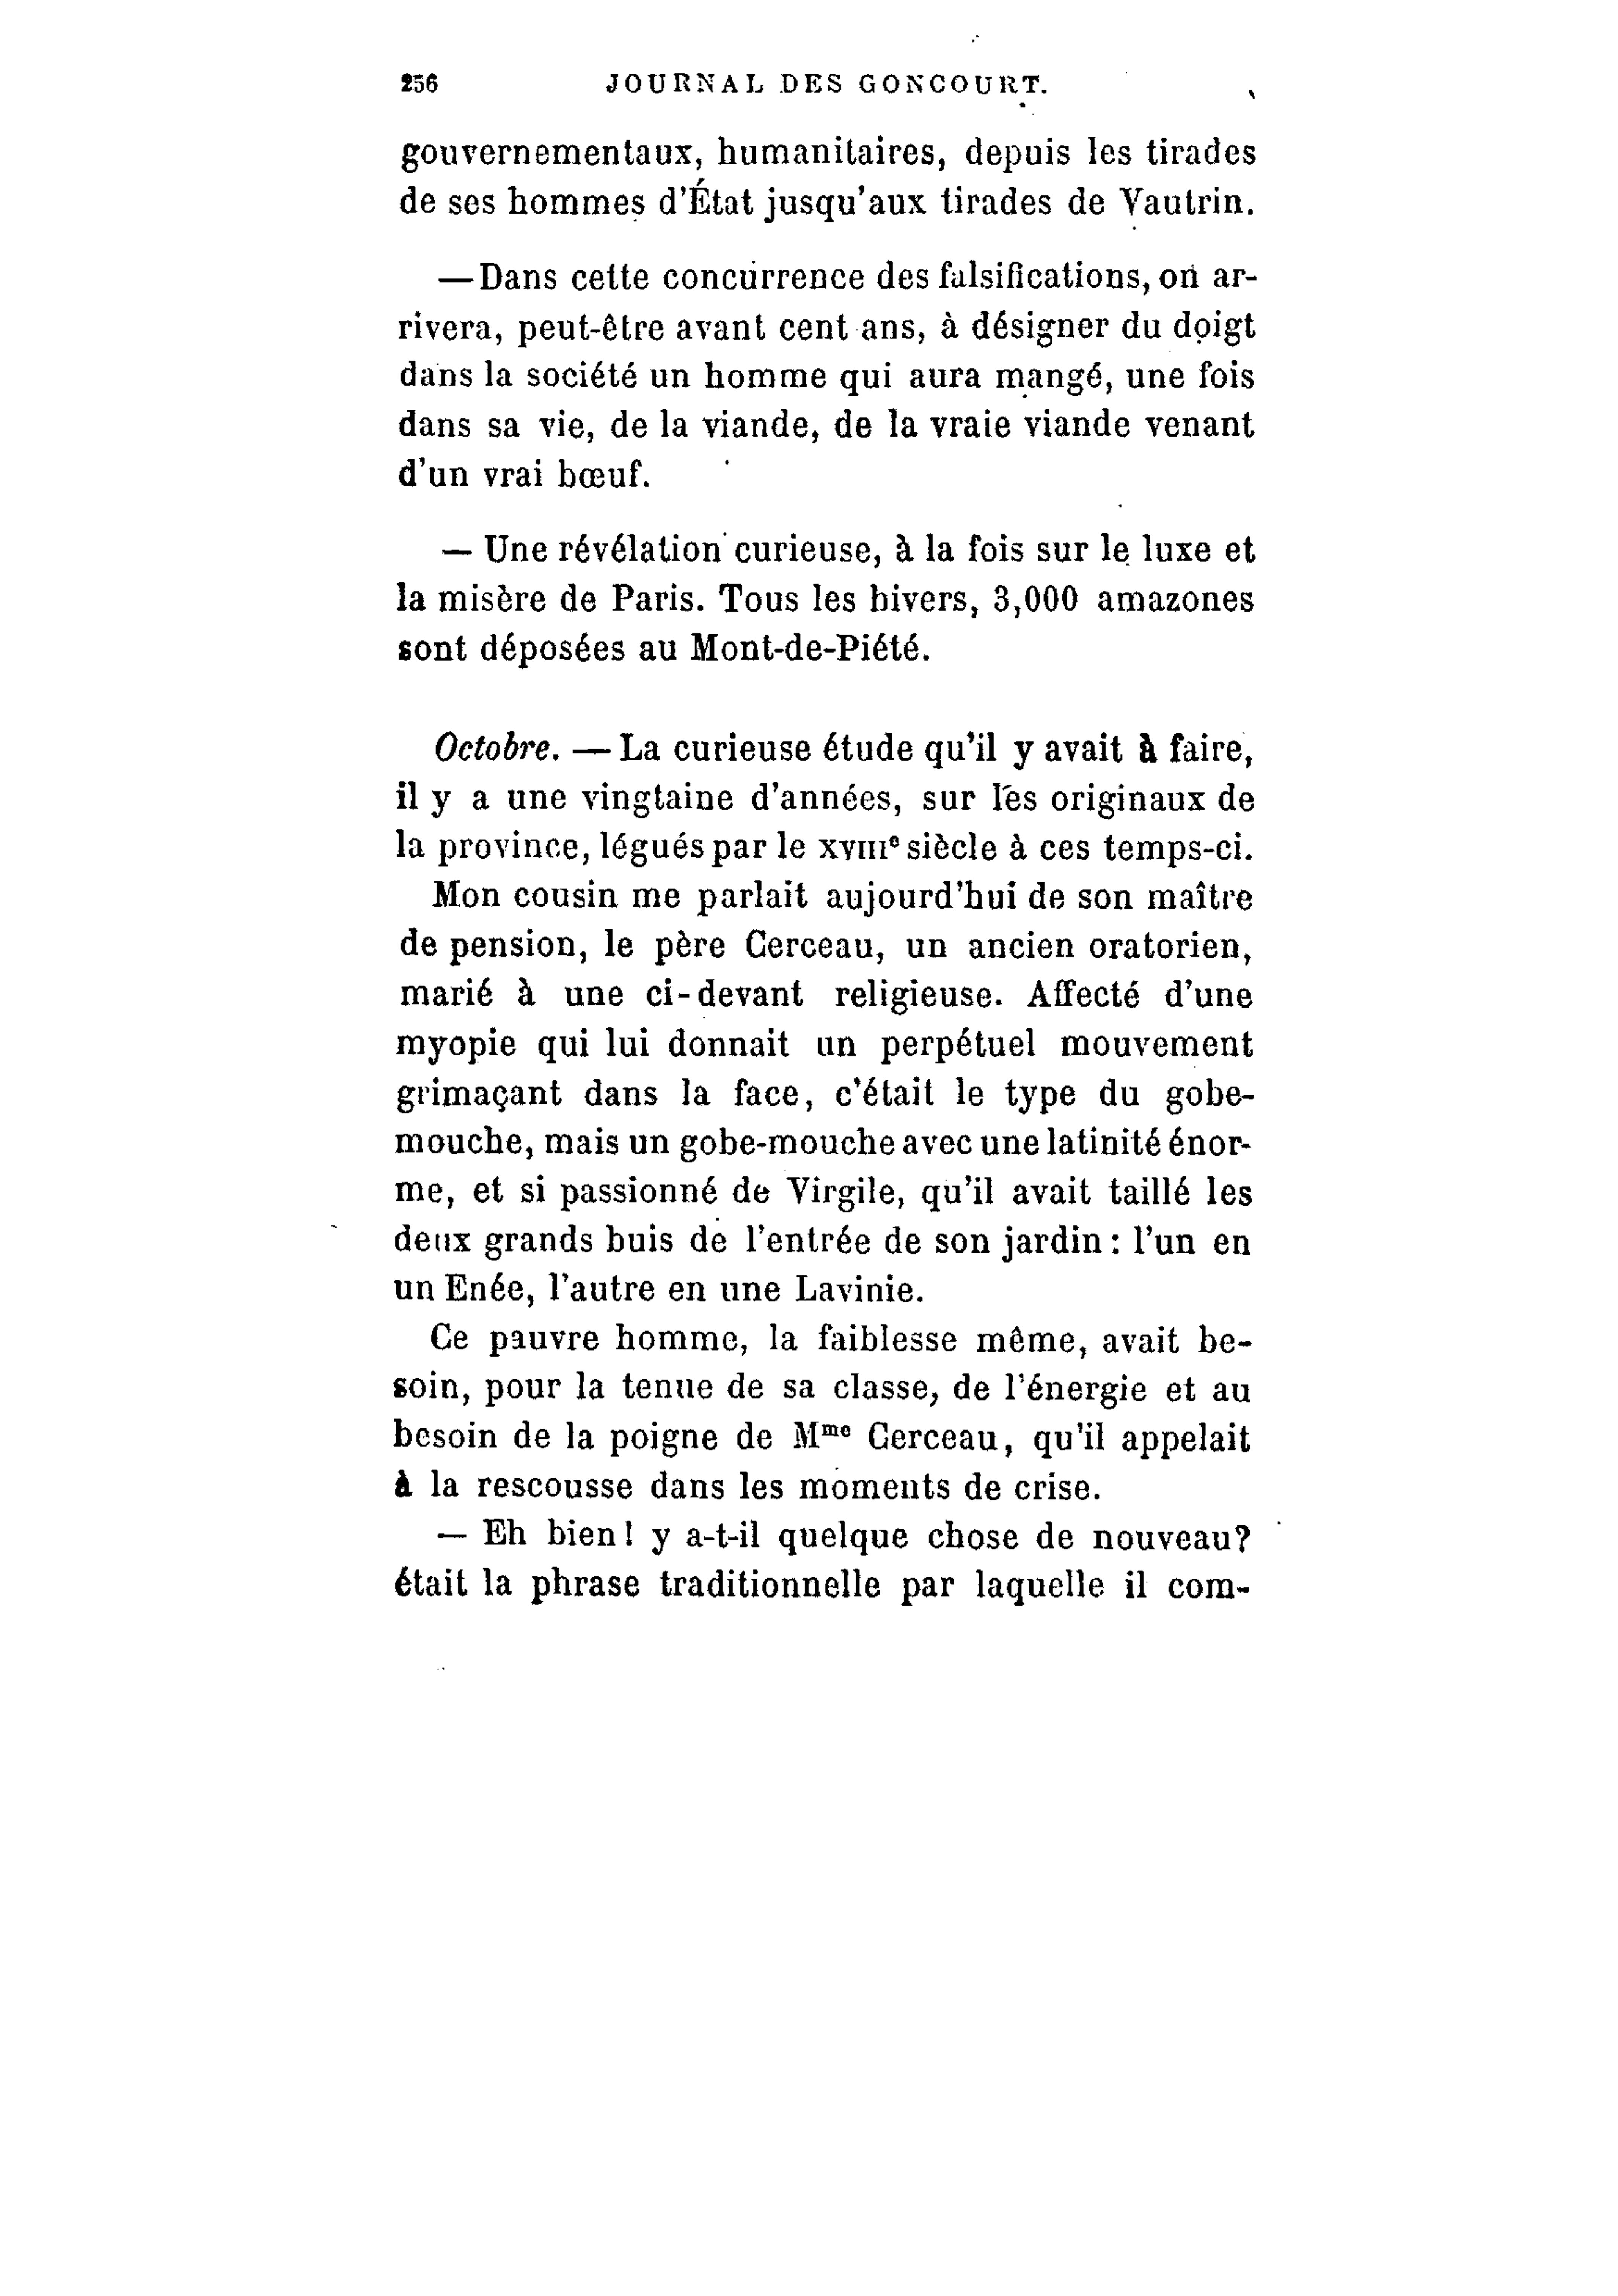 256 JOURNAL DES GONCOURT.
gouvernementaux, humanitaires, depuis les tirades
de ses hommes d'État jusqu'aux tirades de Vautrin.
— Dans cette concurrence des falsifications, on ar-
rivera, peut-être avant cent ans, à désigner du doigt
dans la société un homme qui aura mangé, une fois
dans sa vie, de la viande, de la vraie viande venant
d'un vrai bœuf.
— Une révélation curieuse, à la fois sur le luxe et
la misère de Paris. Tous les hivers, 3,000 amazones
sont déposées au Mont-de-Piété.
Octobre. — La curieuse étude qu'il y avait à faire,
il y a une vingtaine d'années, sur les originaux de
la province, légués par le XVIIIe siècle à ces temps-ci.
Mon cousin me parlait aujourd'hui de son maître
de pension, le père Cerceau, un ancien oratorien,
marié à une ci-devant religieuse. Affecté d'une
myopie qui lui donnait un perpétuel mouvement
grimaçant dans la face, c'était le type du gobe-
mouche, mais un gobe-mouche avec une latinité énor-
me, et si passionné de Virgile, qu'il avait taillé les
deux grands buis de l'entrée de son jardin : l'un en
un Enée, l'autre en une Lavinie.
Ce pauvre homme, la faiblesse même, avait be-
soin, pour la tenue de sa classe, de l'énergie et au
besoin de la poigne de Mme Cerceau, qu'il appelait
à la rescousse dans les moments de crise.
— Eh bien ! y a-t-il quelque chose de nouveau?
était la phrase traditionnelle par laquelle il com-